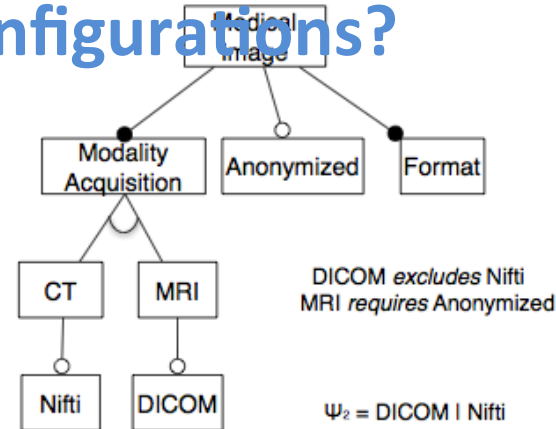 nfigurations?
Medical
Image
Modality
Acquisition
Anonymized
Format
CT
MRI
DICOM excludes Nifti
MRI requires Anonymized
Nifti
DICOM
Ψ₂ = DICOM | Nifti